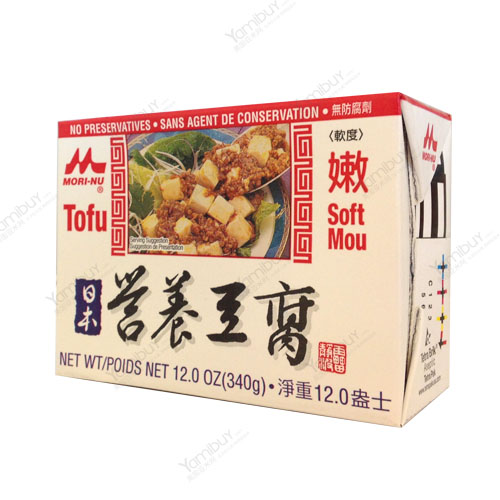 NO PRESERVATIVES • SANS AGENT DE CONSERVATION • 無防腐劑
MORI-NU®
Tofu
Serving Suggestion
Suggestion de Présentation
〈軟度〉
嫩
Soft
Mou
日本
营養豆腐
NET WT/POIDS NET 12.0 OZ(340g)・淨重12.0盎士
Yamibuy